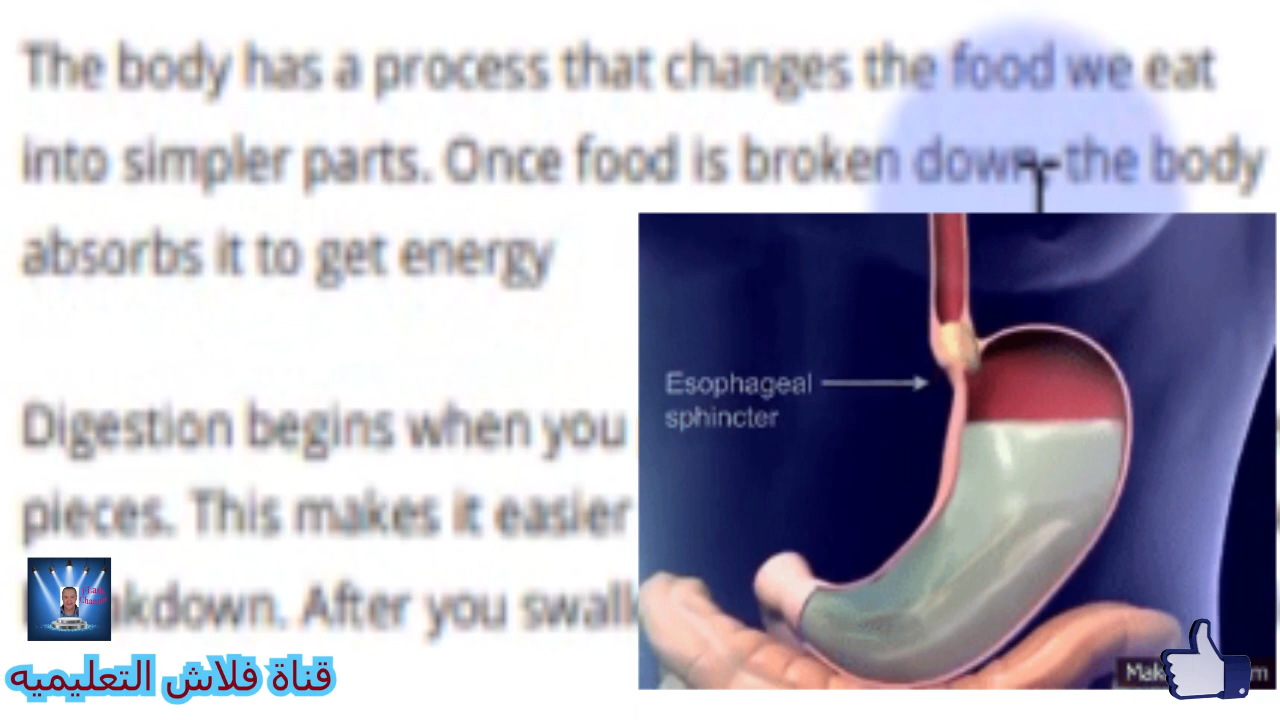 The body has a process that changes the food we eat
into simpler parts. Once food is broken down, the body
absorbs it to get energy
Digestion begins when you
pieces. This makes it easier
After you swall
Esophageal
sphincter
قناة فلاش التعليميه